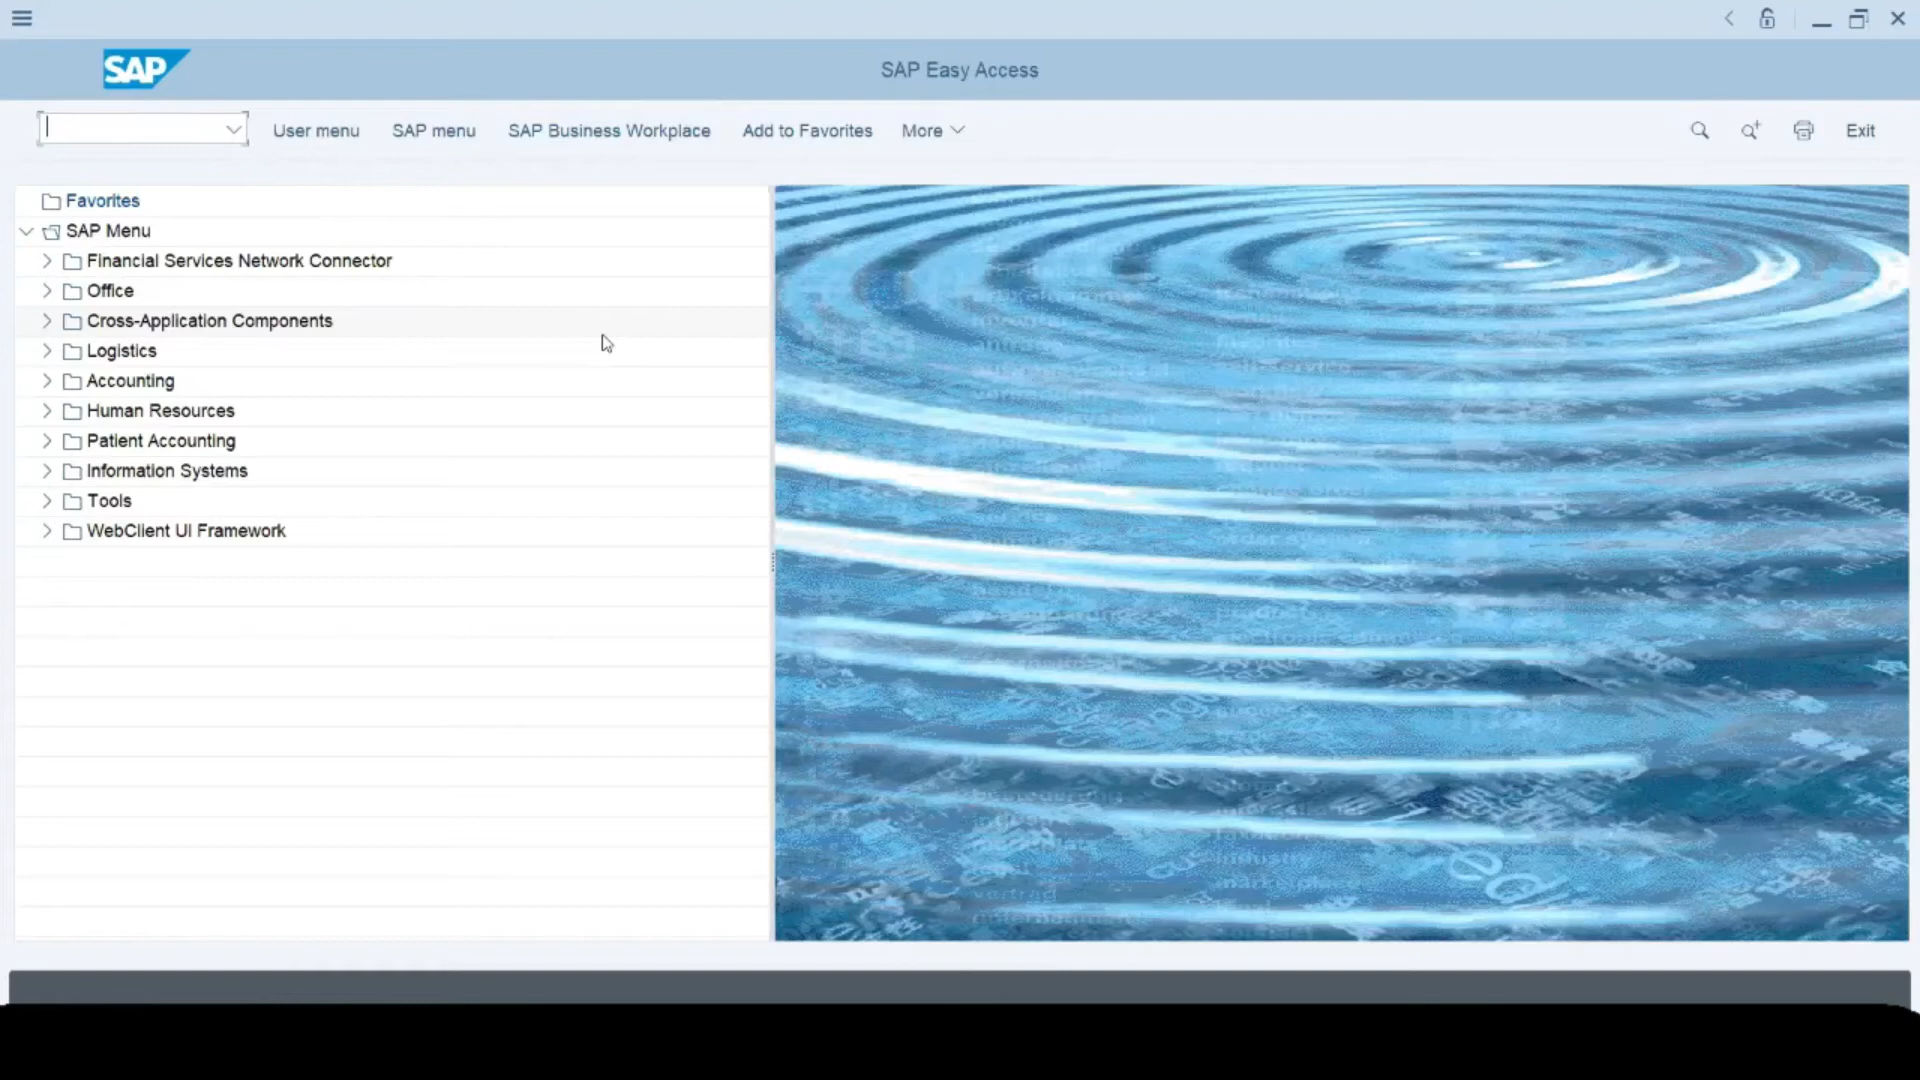 SAP
SAP Easy Access
User menu
SAP menu
SAP Business Workplace
Add to Favorites
More
Exit
Favorites
SAP Menu
Financial Services Network Connector
Office
Cross-Application Components
Logistics
Accounting
Human Resources
Patient Accounting
Information Systems
Tools
WebClient UI Framework